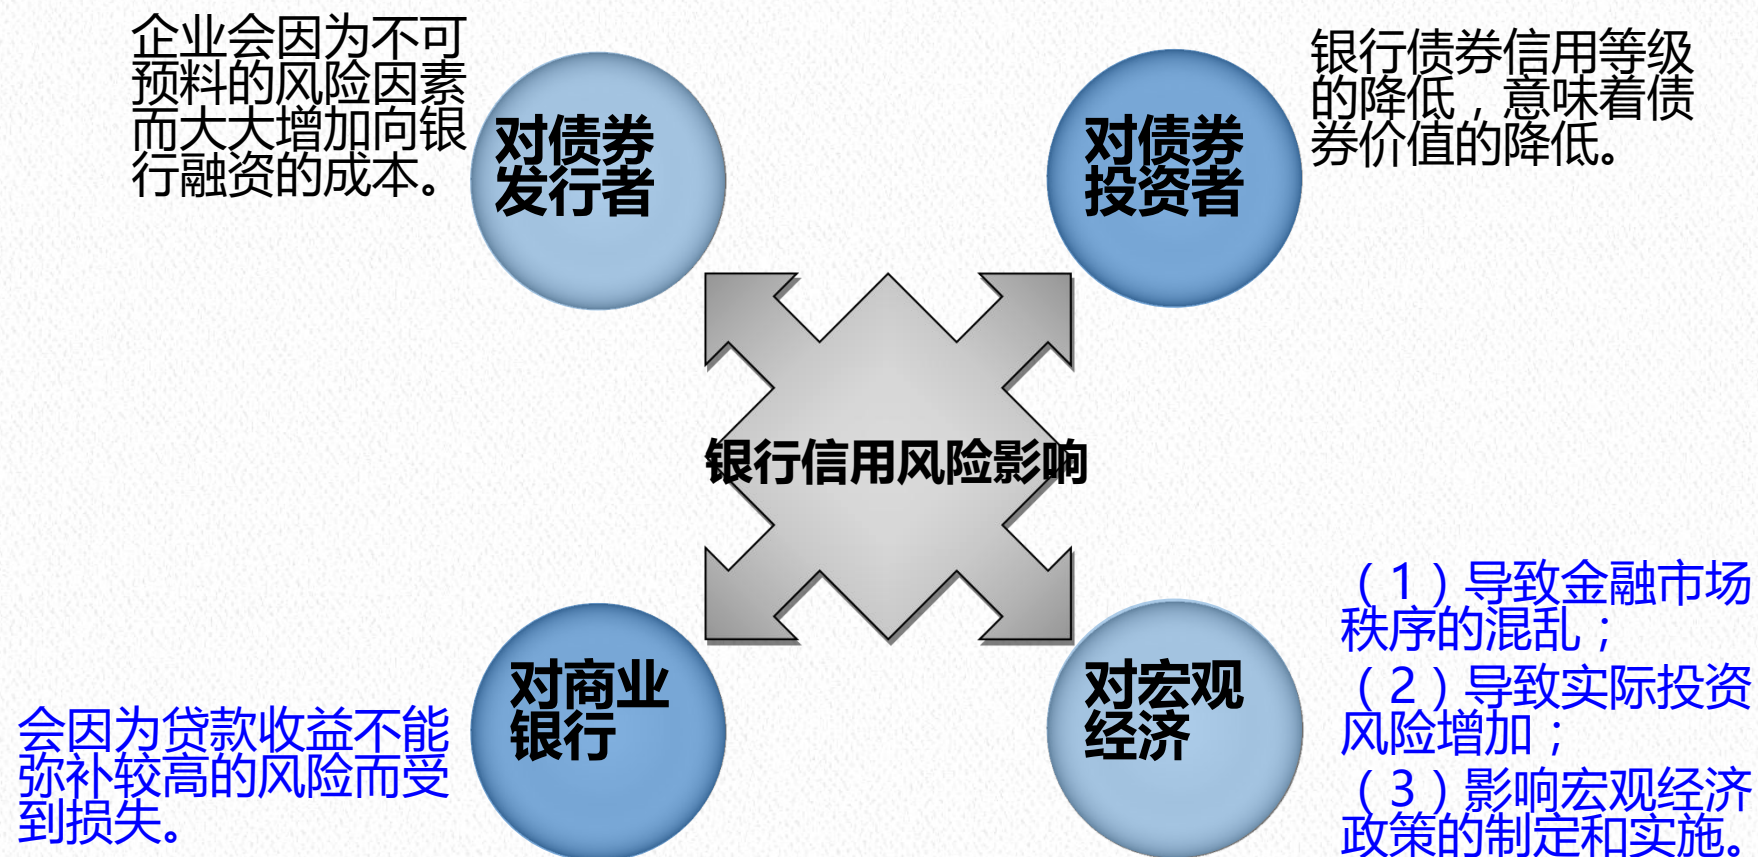 企业会因为不可
预料的风险因素
而大大增加向银
行融资的成本。
对债券
发行者
对债券
投资者
银行债券信用等级
的降低，意味着债
券价值的降低。
银行信用风险影响
会因为贷款收益不能
弥补较高的风险而受
到损失。
对商业
银行
对宏观
经济
（1）导致金融市场
秩序的混乱；
（2）导致实际投资
风险增加；
（3）影响宏观经济
政策的制定和实施。